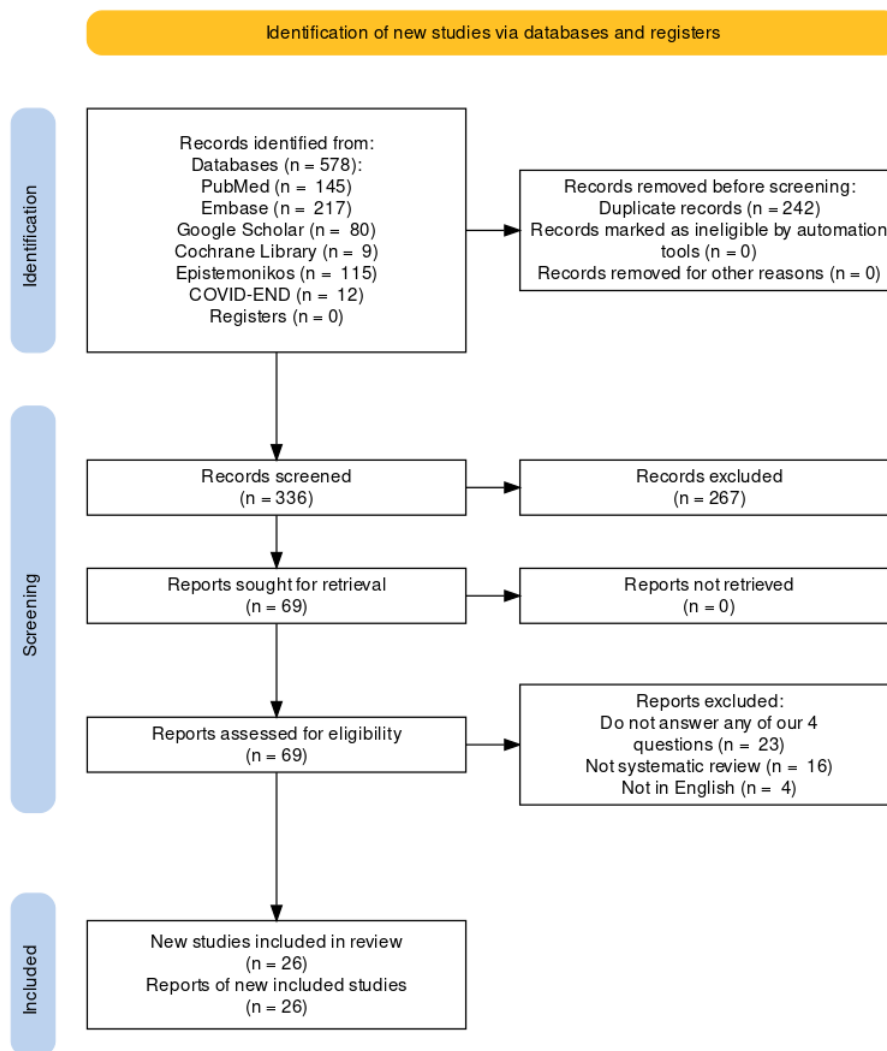 Identification of new studies via databases and registers
Identification
Records identified from:
Databases (n = 578):
PubMed (n = 145)
Embase (n = 217)
Google Scholar (n = 80)
Cochrane Library (n = 9)
Epistemonikos (n = 115)
COVID-END (n = 12)
Registers (n = 0)
Records removed before screening:
Duplicate records (n = 242)
Records marked as ineligible by automation
tools (n = 0)
Records removed for other reasons (n = 0)
Screening
Records screened
(n = 336)
Records excluded
(n = 267)
Reports sought for retrieval
(n = 69)
Reports not retrieved
(n = 0)
Reports assessed for eligibility
(n = 69)
Reports excluded:
Do not answer any of our 4
questions (n = 23)
Not systematic review (n = 16)
Not in English (n = 4)
Included
New studies included in review
(n = 26)
Reports of new included studies
(n = 26)